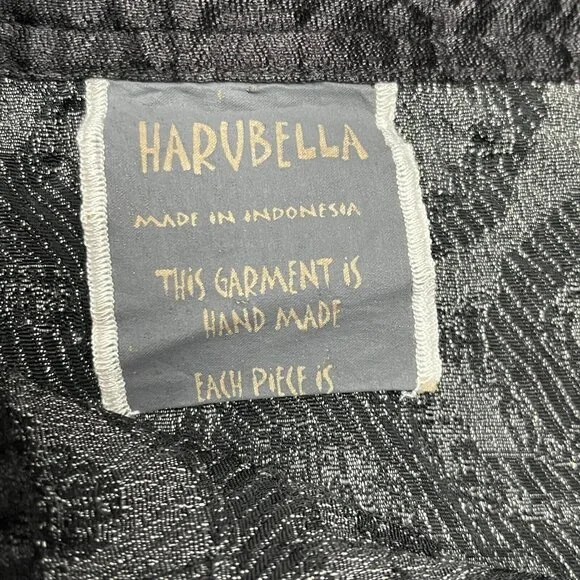 HARUBELLA
MADE IN INDONESIA
THIS GARMENT IS
HAND MADE
EACH PIECE IS